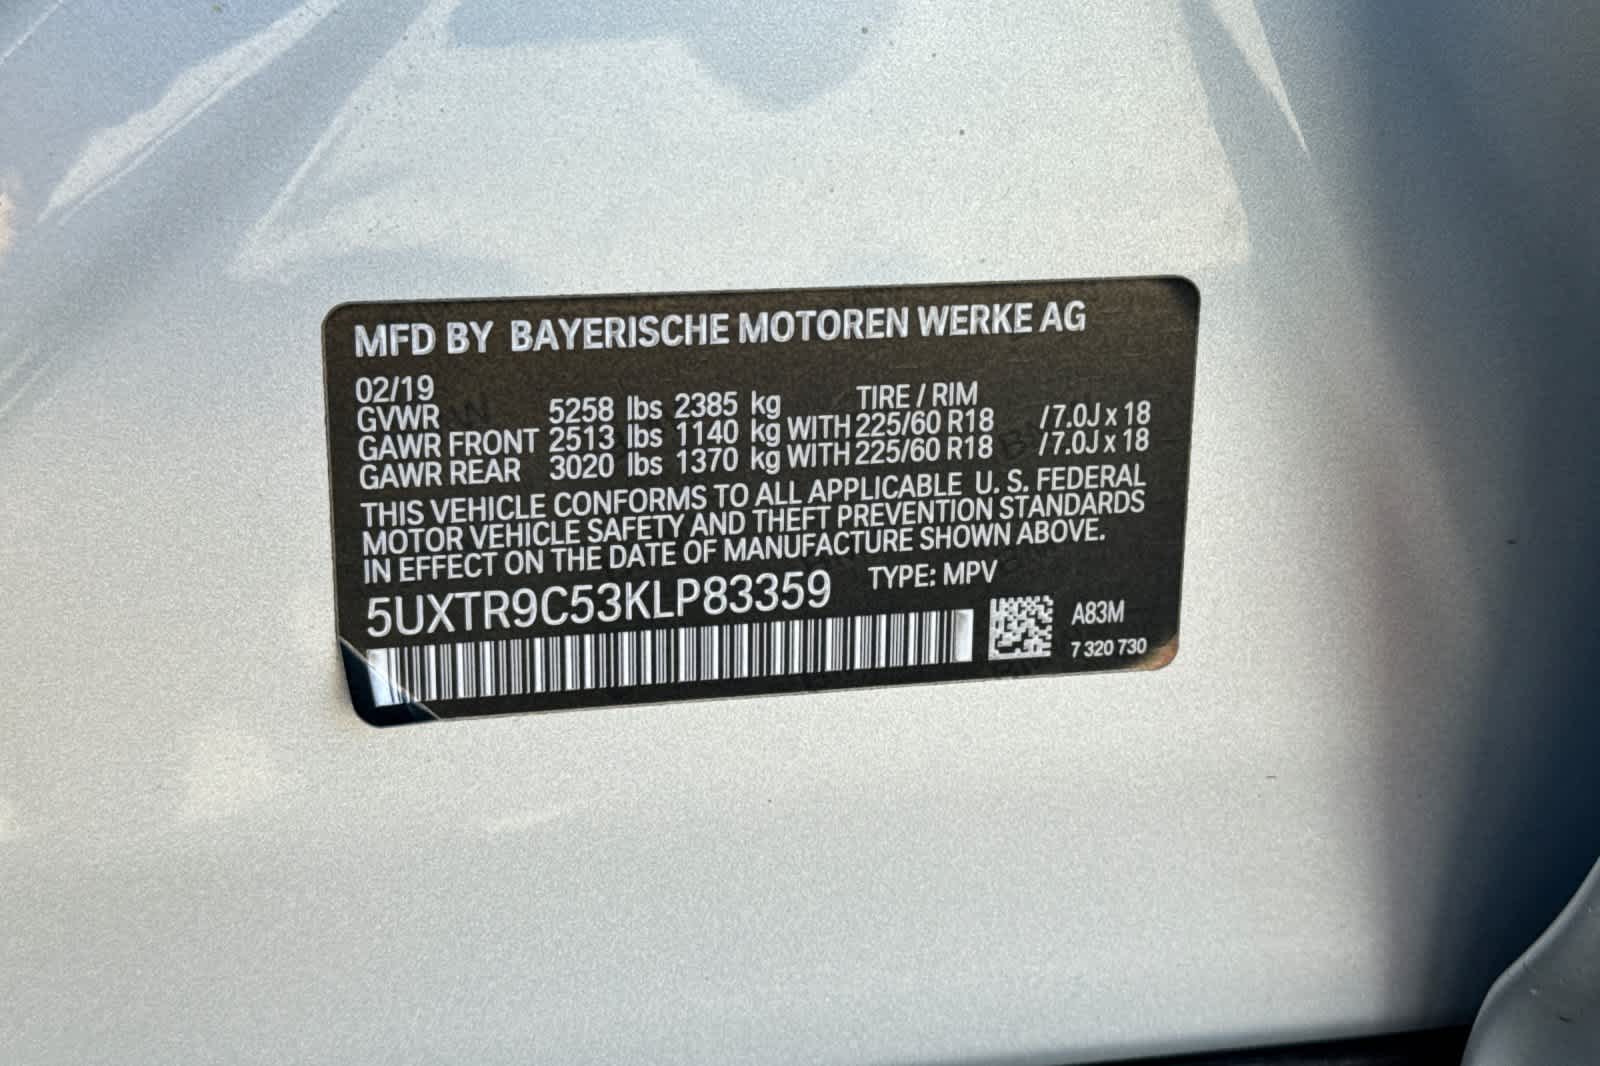 MFD BY BAYERISCHE MOTOREN WERKE AG
02/19 TIRE / RIM
GVWR 5258 lbs 2385 kg
GAWR FRONT 2513 lbs 1140 kg WITH 225/60 R18 /7.0J x 18
GAWR REAR 3020 lbs 1370 kg WITH 225/60 R18 /7.0J x 18
THIS VEHICLE CONFORMS TO ALL APPLICABLE U. S. FEDERAL
MOTOR VEHICLE SAFETY AND THEFT PREVENTION STANDARDS
IN EFFECT ON THE DATE OF MANUFACTURE SHOWN ABOVE.
5UXTR9C53KLP83359 TYPE: MPV
A83M
7 320 730